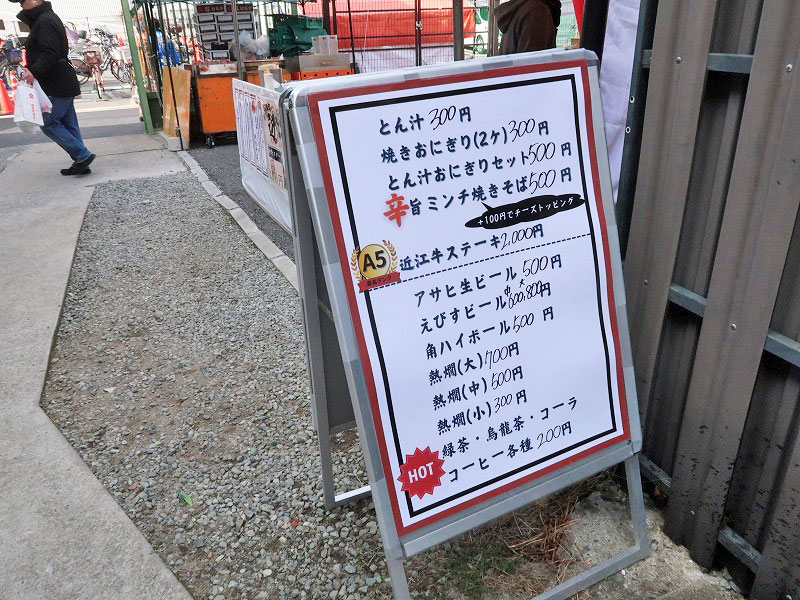 とん汁 300円
焼きおにぎり(2ケ)300円
とん汁おにぎりセット500円
辛旨ミンチ焼きそば500円
+100円でチーズトッピング
A5
近江牛ステーキ2,000円
アサヒ生ビール 500円
中 大
えびすビール 600,800円
角ハイボール500円
熱燗(大)700円
熱燗(中)500円
熱燗(小)300円
緑茶・烏龍茶・コーラ
HOT
コーヒー各種 200円